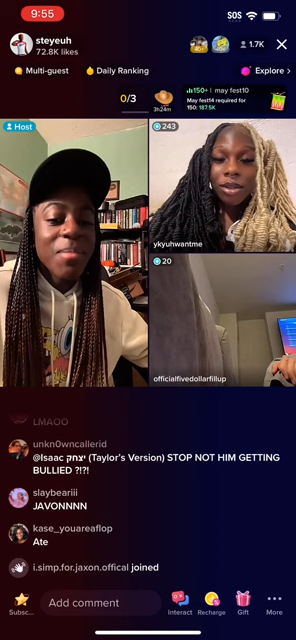 9:55
SOS
steyeuh
72.8K likes
1.7K
Multi-guest
Daily Ranking
Explore >
0/3
3h24m
150+ | may fest10
May fest14 required for
150: 187.5K
Host
243
ykyuhwantme
20
officialfivedollarfillup
LMAOO
unkn0wncallerid
@Isaac יצחק (Taylor's Version) STOP NOT HIM GETTING
BULLIED ?!?!
slaybeariii
JAVONNNN
kase_youareaflop
Ate
i.simp.for.jaxon.offical joined
Subsc...
Add comment
Interact
Recharge
Gift
More